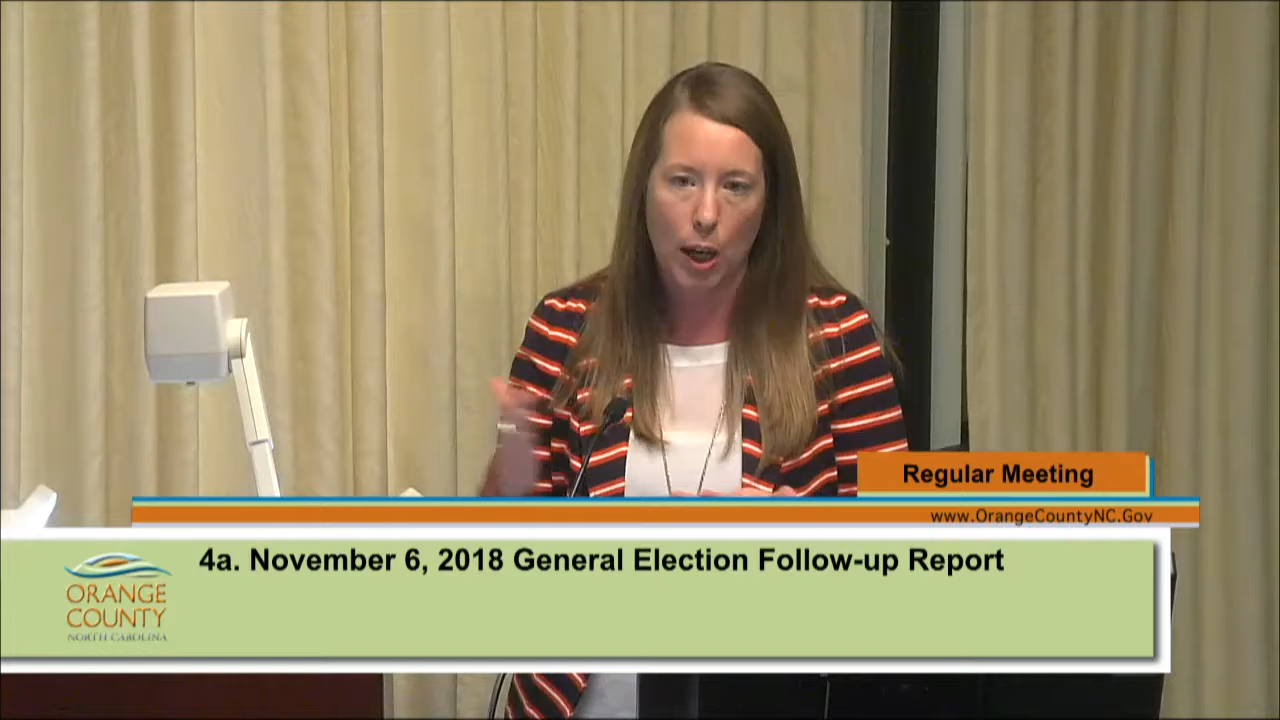 Regular Meeting
www.OrangeCountyNC.Gov
4a. November 6, 2018 General Election Follow-up Report
ORANGE
COUNTY
NORTH CAROLINA